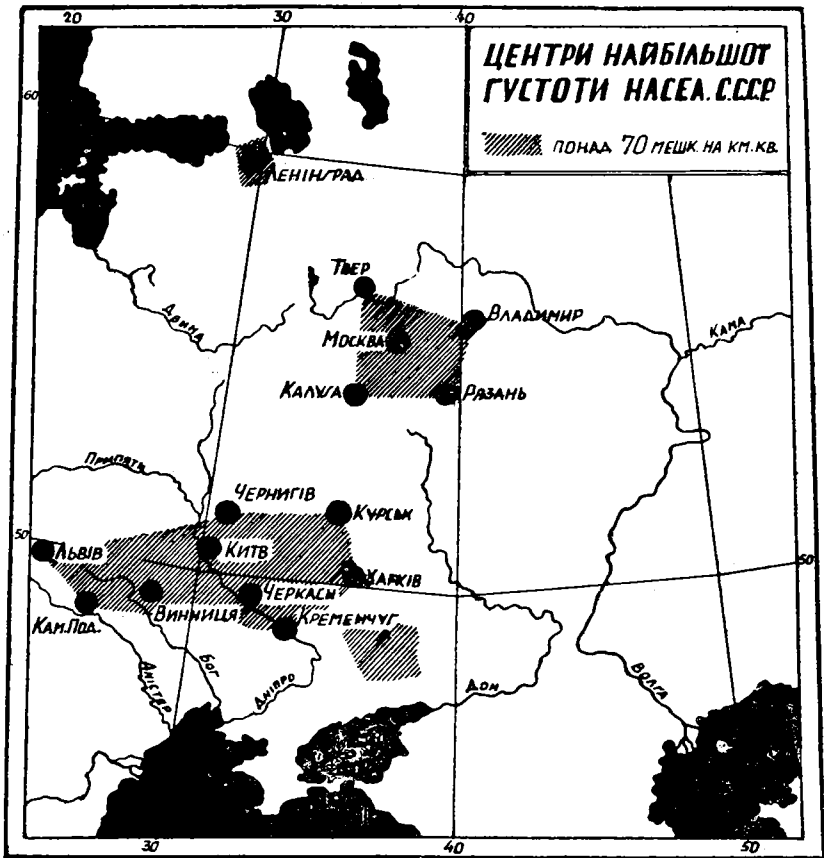 20
30
40
ЦЕНТРИ НАЙБІЛЬШОЇ
ГУСТОТИ НАСЕЛ. С.С.С.Р.
ПОНАД 70 МЕШК. НА КМ. КВ.
60
ЛЕНІНГРАД
ТВЕР
ВЛАДИМИР
ДВИНА
МОСКВА
КАМА
КАЛУГА
РЯЗАНЬ
ПРИПЯТЬ
ЧЕРНИГІВ
КУРСЬК
50
ЛЬВІВ
КИЇВ
50
ХАРКІВ
ЧЕРКАСИ
ВИННИЦЯ
КРЕМЕНЧУГ
КАМ. ПОД.
БОГ
ДНІСТЕР
ДНІПРО
ДОН
ВОЛГА
30
40
50